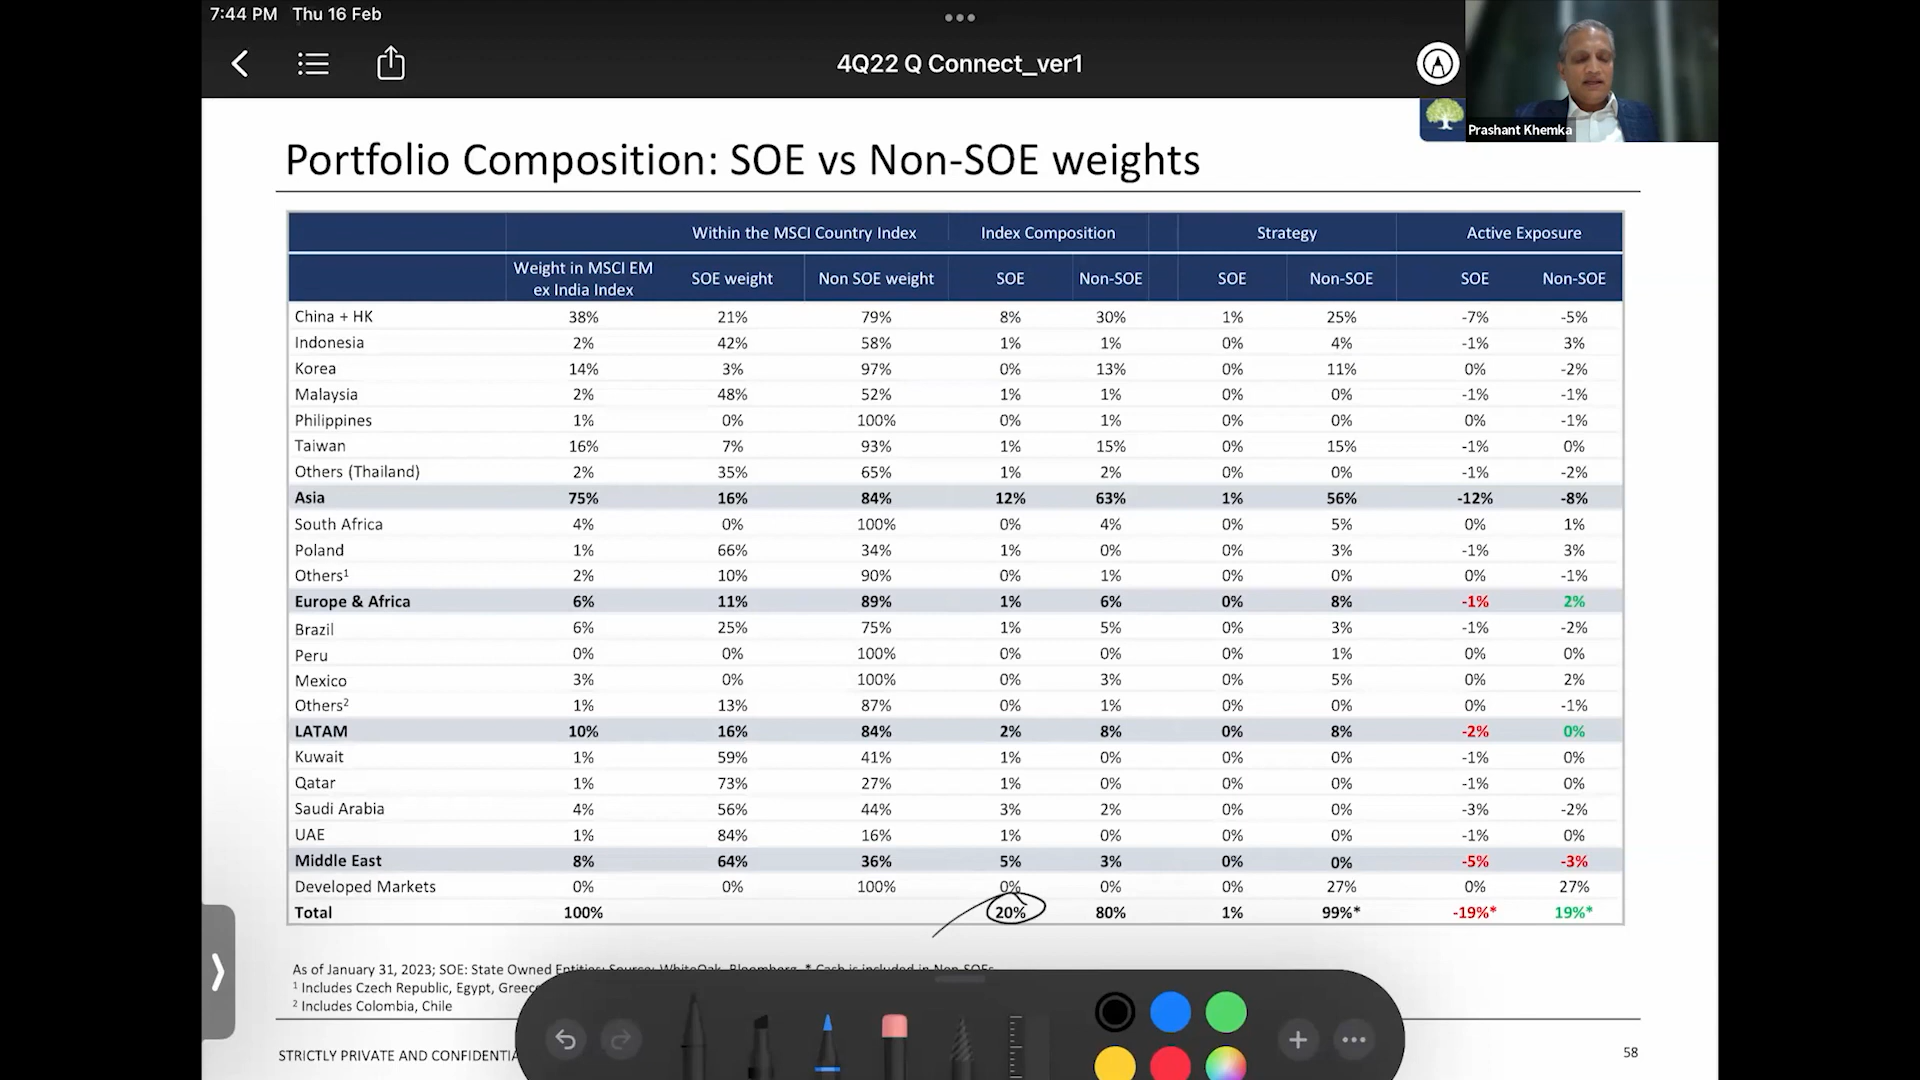 7:44 PM Thu 16 Feb
4Q22 Q Connect_ver1
Prashant Khemka
Portfolio Composition: SOE vs Non-SOE weights
Within the MSCI Country Index Index Composition Strategy Active Exposure
Weight in MSCI EM ex India Index SOE weight Non SOE weight SOE Non-SOE SOE Non-SOE SOE Non-SOE
China + HK 38% 21% 79% 8% 30% 1% 25% -7% -5%
Indonesia 2% 42% 58% 1% 1% 0% 4% -1% 3%
Korea 14% 3% 97% 0% 13% 0% 11% 0% -2%
Malaysia 2% 48% 52% 1% 1% 0% 0% -1% -1%
Philippines 1% 0% 100% 0% 1% 0% 0% 0% -1%
Taiwan 16% 7% 93% 1% 15% 0% 15% -1% 0%
Others (Thailand) 2% 35% 65% 1% 2% 0% 0% -1% -2%
Asia 75% 16% 84% 12% 63% 1% 56% -12% -8%
South Africa 4% 0% 100% 0% 4% 0% 5% 0% 1%
Poland 1% 66% 34% 1% 0% 0% 3% -1% 3%
Others¹ 2% 10% 90% 0% 1% 0% 0% 0% -1%
Europe & Africa 6% 11% 89% 1% 6% 0% 8% -1% 2%
Brazil 6% 25% 75% 1% 5% 0% 3% -1% -2%
Peru 0% 0% 100% 0% 0% 0% 1% 0% 0%
Mexico 3% 0% 100% 0% 3% 0% 5% 0% 2%
Others² 1% 13% 87% 0% 1% 0% 0% 0% -1%
LATAM 10% 16% 84% 2% 8% 0% 8% -2% 0%
Kuwait 1% 59% 41% 1% 0% 0% 0% -1% 0%
Qatar 1% 73% 27% 1% 0% 0% 0% -1% 0%
Saudi Arabia 4% 56% 44% 3% 2% 0% 0% -3% -2%
UAE 1% 84% 16% 1% 0% 0% 0% -1% 0%
Middle East 8% 64% 36% 5% 3% 0% 0% -5% -3%
Developed Markets 0% 0% 100% 0% 0% 0% 27% 0% 27%
Total 100% 20% 80% 1% 99%* -19%* 19%*
As of January 31, 2023; SOE: State Owned Entities; Source: WhiteOak, Bloomberg. * Cash is included in Non-SOEs
¹ Includes Czech Republic, Egypt, Greece
² Includes Colombia, Chile
STRICTLY PRIVATE AND CONFIDENTIA
58